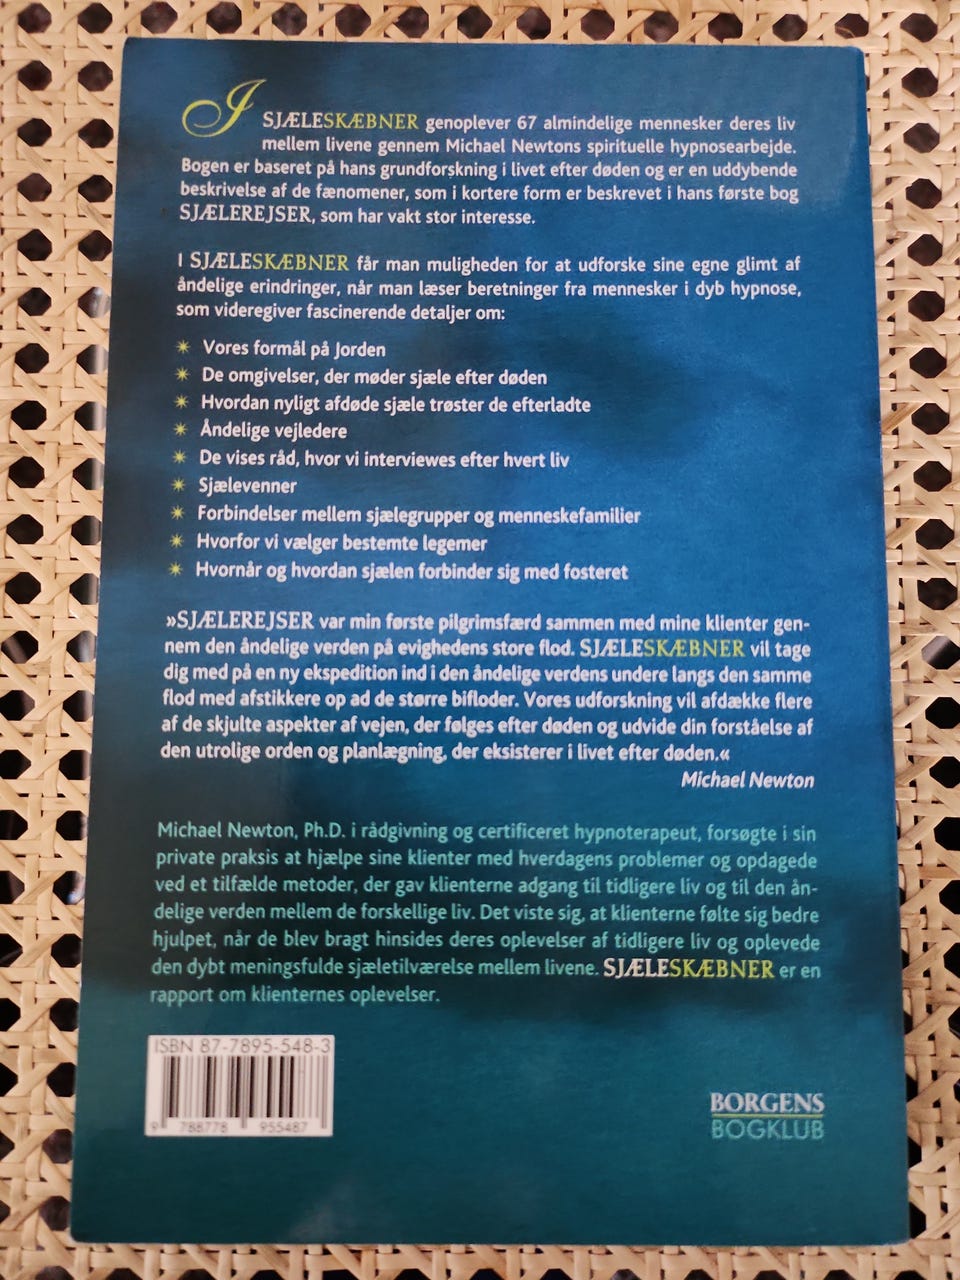 I SJÆLESKÆBNER genoplever 67 almindelige mennesker deres liv
mellem livene gennem Michael Newtons spirituelle hypnosearbejde.
Bogen er baseret på hans grundforskning i livet efter døden og er en uddybende
beskrivelse af de fænomener, som i kortere form er beskrevet i hans første bog
SJÆLEREJSER, som har vakt stor interesse.
I SJÆLESKÆBNER får man muligheden for at udforske sine egne glimt af
åndelige erindringer, når man læser beretninger fra mennesker i dyb hypnose,
som videregiver fascinerende detaljer om:
✴ Vores formål på Jorden
✴ De omgivelser, der møder sjæle efter døden
✴ Hvordan nyligt afdøde sjæle trøster de efterladte
✴ Åndelige vejledere
✴ De vises råd, hvor vi interviewes efter hvert liv
✴ Sjælevenner
✴ Forbindelser mellem sjælegrupper og menneskefamilier
✴ Hvorfor vi vælger bestemte legemer
✴ Hvornår og hvordan sjælen forbinder sig med fosteret
»SJÆLEREJSER var min første pilgrimsfærd sammen med mine klienter gen-
nem den åndelige verden på evighedens store flod. SJÆLESKÆBNER vil tage
dig med på en ny ekspedition ind i den åndelige verdens undere langs den samme
flod med afstikkere op ad de større bifloder. Vores udforskning vil afdække flere
af de skjulte aspekter af vejen, der følges efter døden og udvide din forståelse af
den utrolige orden og planlægning, der eksisterer i livet efter døden.«
Michael Newton
Michael Newton, Ph.D. i rådgivning og certificeret hypnoterapeut, forsøgte i sin
private praksis at hjælpe sine klienter med hverdagens problemer og opdagede
ved et tilfælde metoder, der gav klienterne adgang til tidligere liv og til den ån-
delige verden mellem de forskellige liv. Det viste sig, at klienterne følte sig bedre
hjulpet, når de blev bragt hinsides deres oplevelser af tidligere liv og oplevede
den dybt meningsfulde sjæletilværelse mellem livene. SJÆLESKÆBNER er en
rapport om klienternes oplevelser.
ISBN 87-7895-548-3
9 788778 955487
BORGENS
BOGKLUB